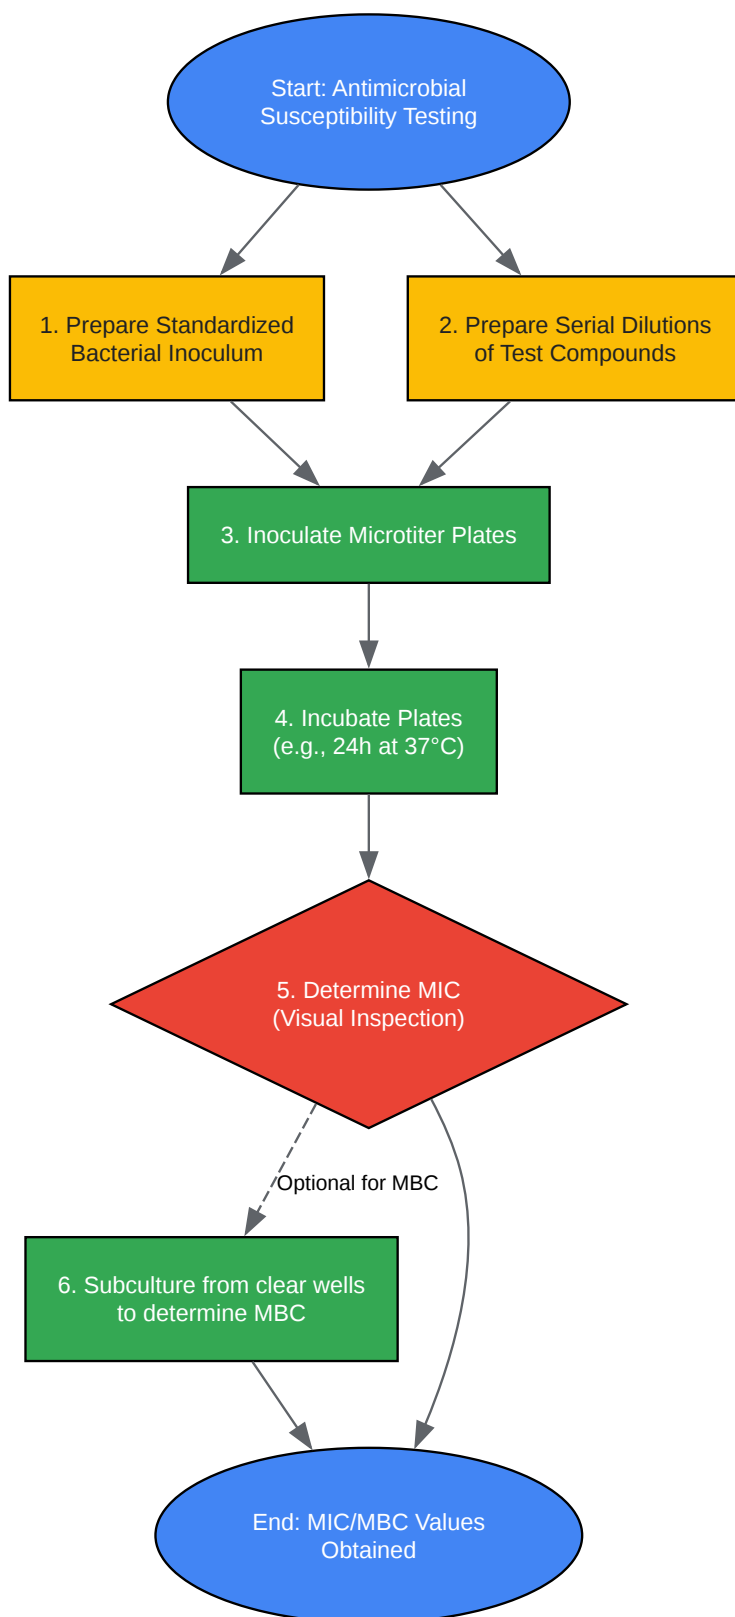 Start: Antimicrobial
Susceptibility Testing
1. Prepare Standardized
Bacterial Inoculum
2. Prepare Serial Dilutions
of Test Compounds
3. Inoculate Microtiter Plates
4. Incubate Plates
(e.g., 24h at 37°C)
5. Determine MIC
(Visual Inspection)
Optional for MBC
6. Subculture from clear wells
to determine MBC
End: MIC/MBC Values
Obtained